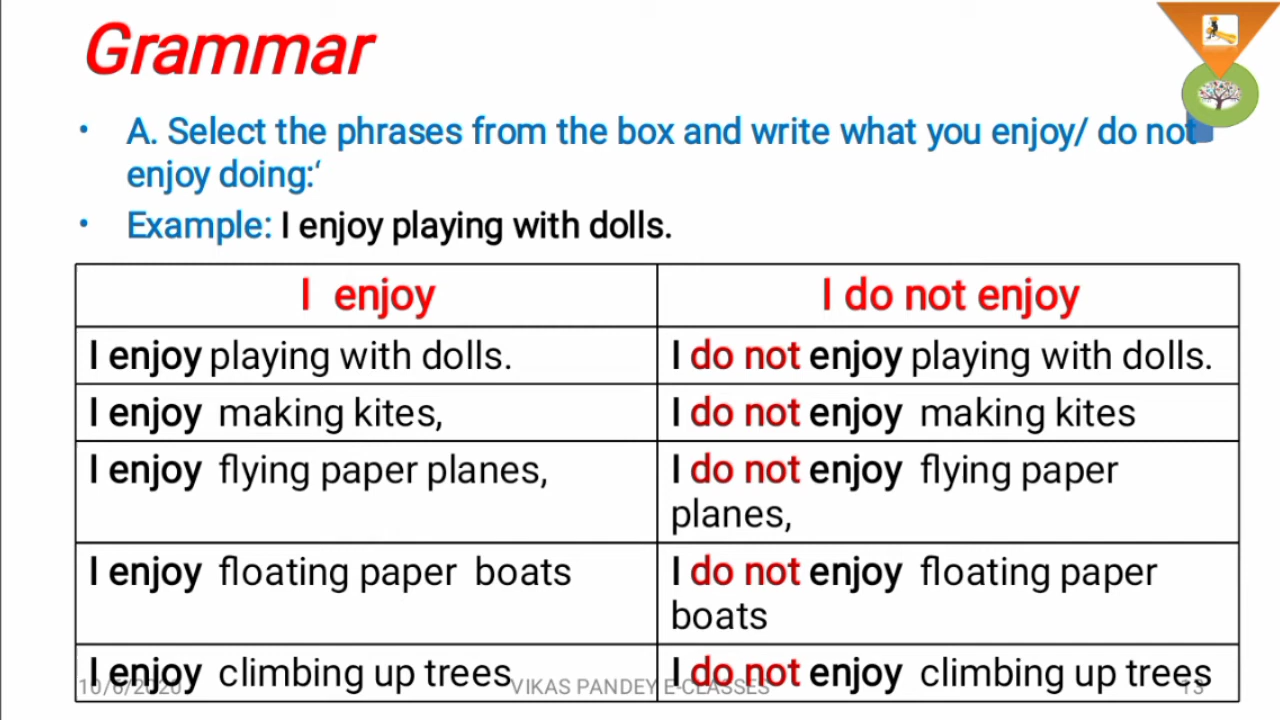 Grammar
• A. Select the phrases from the box and write what you enjoy/ do not
enjoy doing:‘
• Example: I enjoy playing with dolls.
I enjoy
I do not enjoy
I enjoy playing with dolls.
I do not enjoy playing with dolls.
I enjoy making kites,
I do not enjoy making kites
I enjoy flying paper planes,
I do not enjoy flying paper
planes,
I enjoy floating paper boats
I do not enjoy floating paper
boats
I enjoy climbing up trees
I do not enjoy climbing up trees
10/6/2020
VIKAS PANDEY E-CLASSES
13